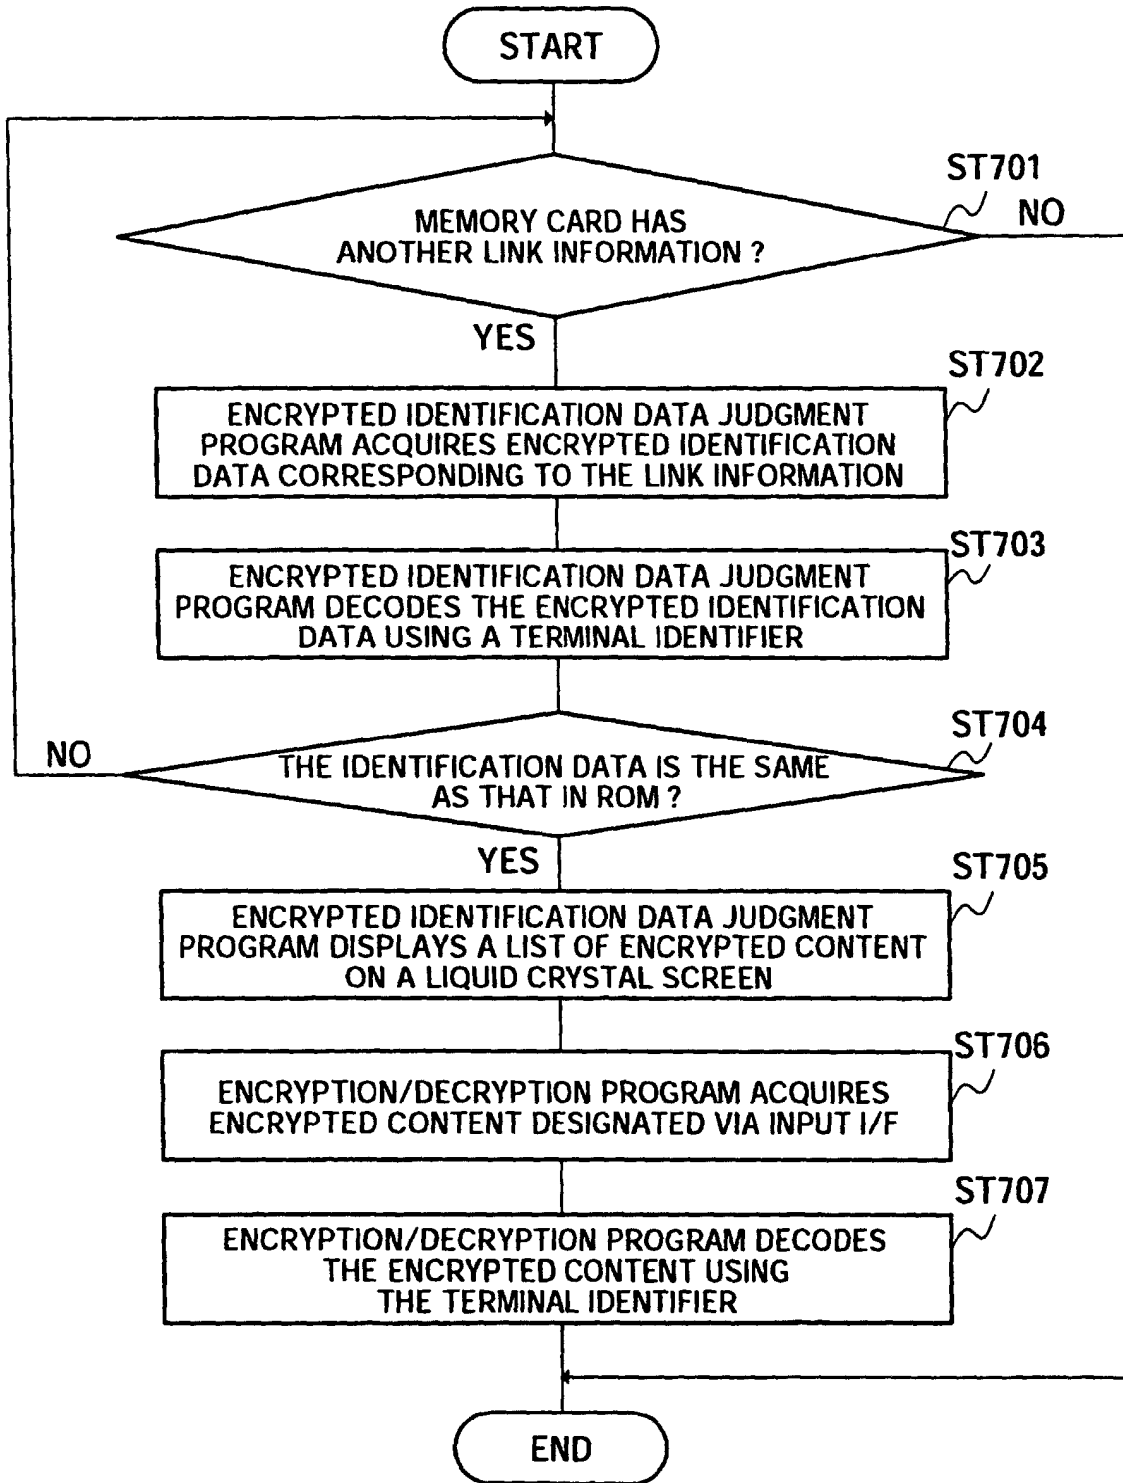 START
ST701
NO
MEMORY CARD HAS
ANOTHER LINK INFORMATION ?
YES
ST702
ENCRYPTED IDENTIFICATION DATA JUDGMENT
PROGRAM ACQUIRES ENCRYPTED IDENTIFICATION
DATA CORRESPONDING TO THE LINK INFORMATION
ST703
ENCRYPTED IDENTIFICATION DATA JUDGMENT
PROGRAM DECODES THE ENCRYPTED IDENTIFICATION
DATA USING A TERMINAL IDENTIFIER
ST704
NO
THE IDENTIFICATION DATA IS THE SAME
AS THAT IN ROM ?
YES
ST705
ENCRYPTED IDENTIFICATION DATA JUDGMENT
PROGRAM DISPLAYS A LIST OF ENCRYPTED CONTENT
ON A LIQUID CRYSTAL SCREEN
ST706
ENCRYPTION/DECRYPTION PROGRAM ACQUIRES
ENCRYPTED CONTENT DESIGNATED VIA INPUT I/F
ST707
ENCRYPTION/DECRYPTION PROGRAM DECODES
THE ENCRYPTED CONTENT USING
THE TERMINAL IDENTIFIER
END